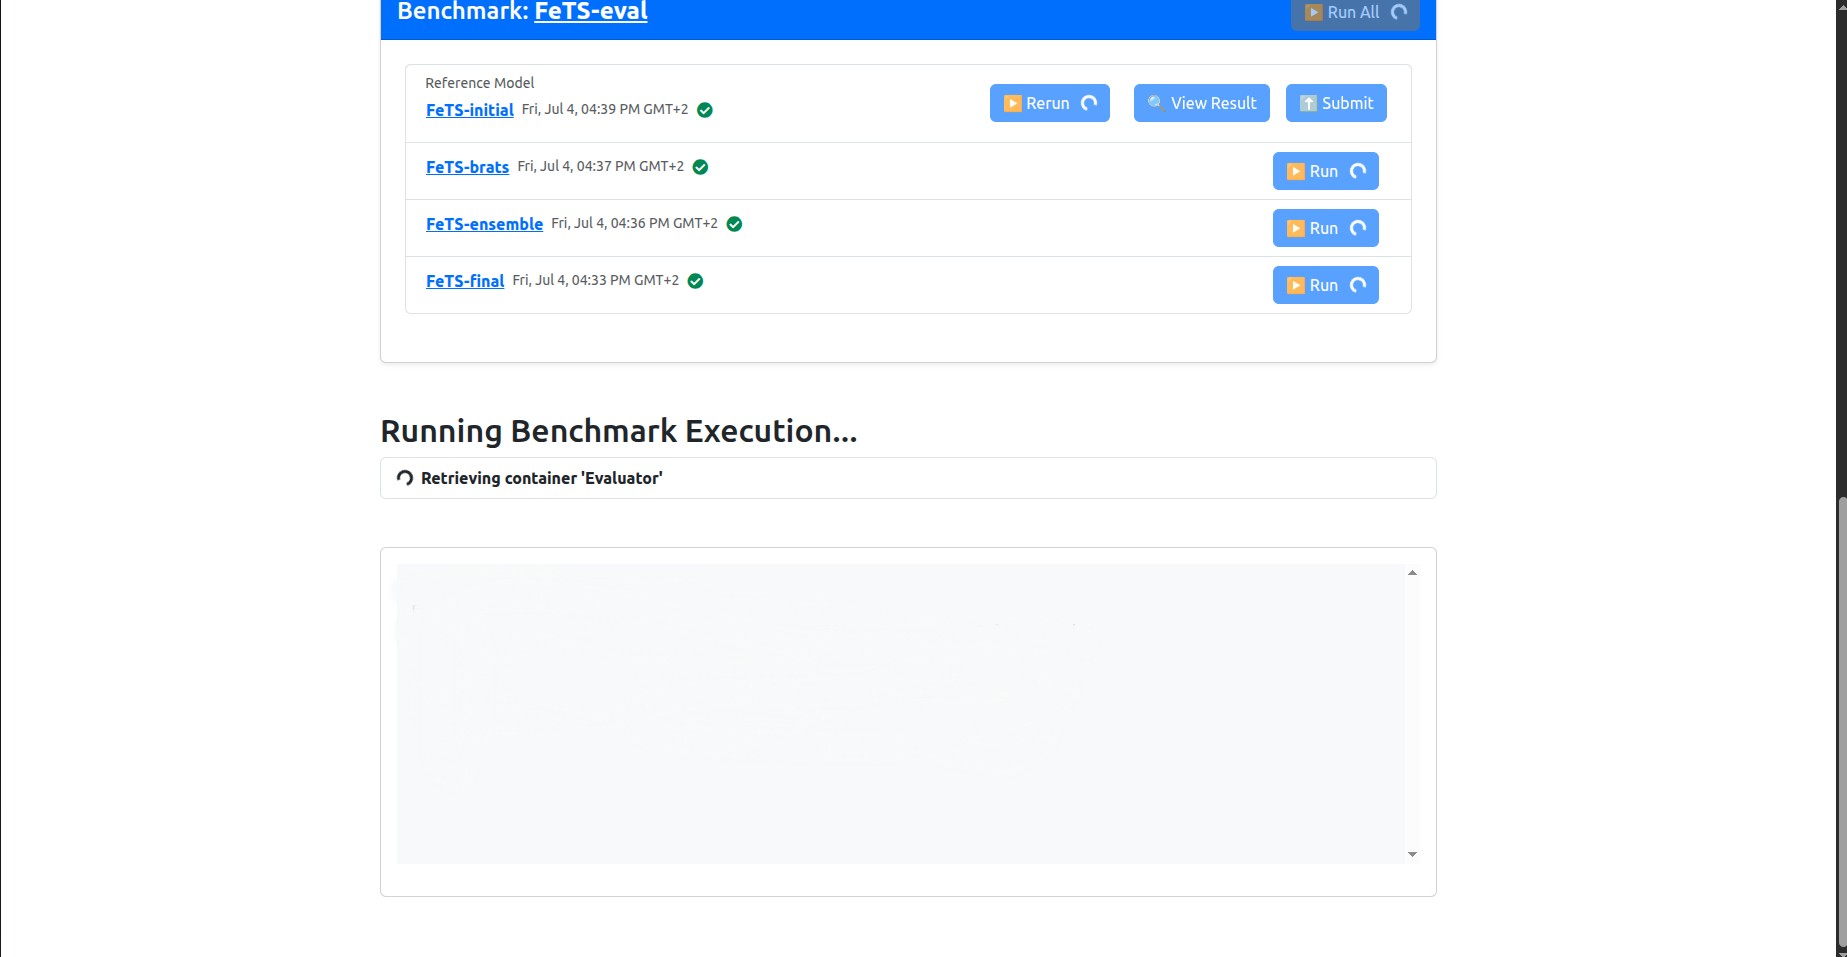 Benchmark: FeTS-eval
Run All
Reference Model
FeTS-initial Fri, Jul 4, 04:39 PM GMT+2
Rerun
View Result
Submit
FeTS-brats Fri, Jul 4, 04:37 PM GMT+2
Run
FeTS-ensemble Fri, Jul 4, 04:36 PM GMT+2
Run
FeTS-final Fri, Jul 4, 04:33 PM GMT+2
Run
Running Benchmark Execution...
Retrieving container 'Evaluator'